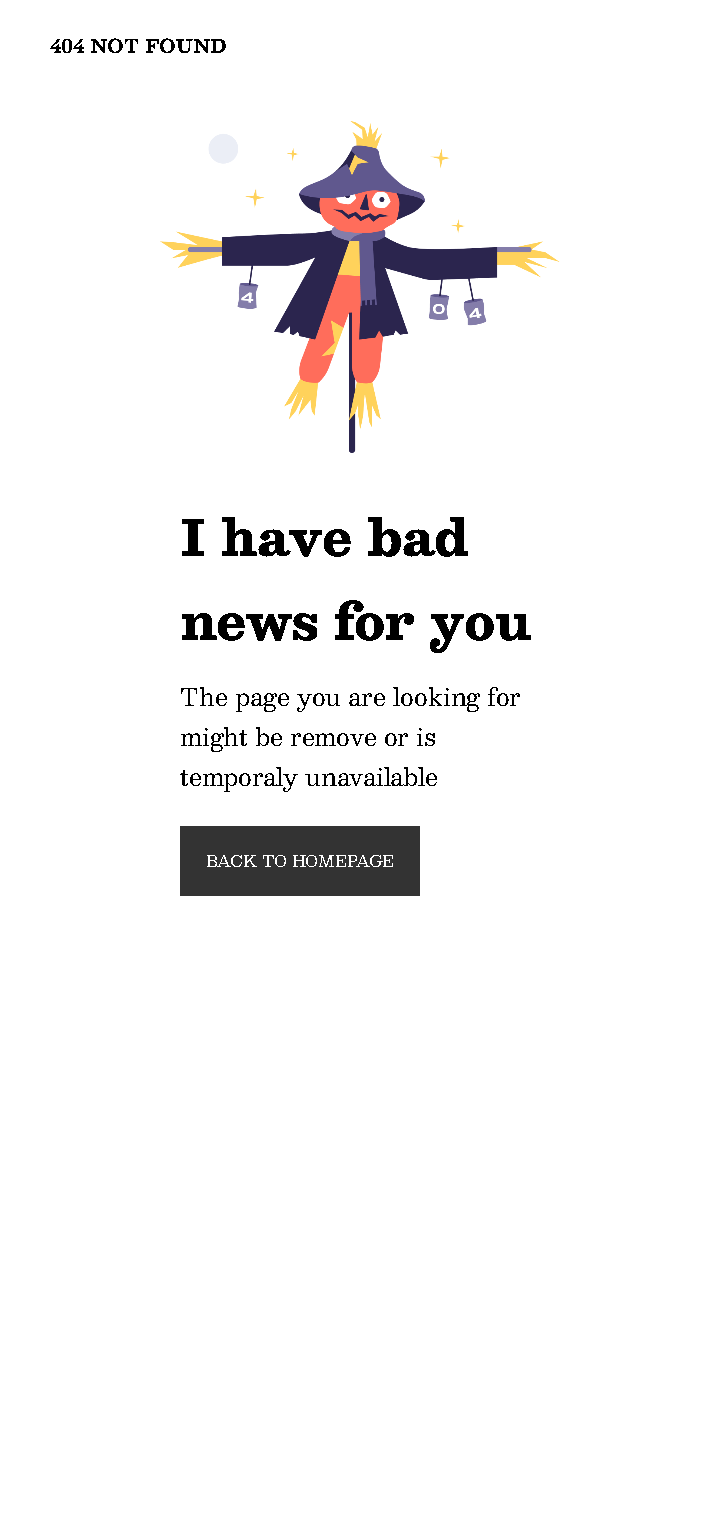 404 NOT FOUND
4
0 4
I have bad
news for you
The page you are looking for
might be remove or is
temporaly unavailable
BACK TO HOMEPAGE